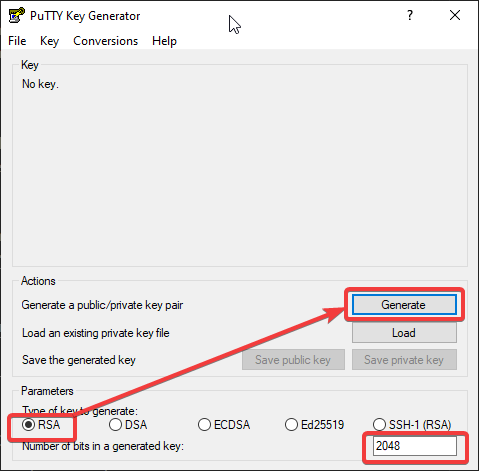 PuTTY Key Generator ? ×
File Key Conversions Help
Key
No key.
Actions
Generate a public/private key pair Generate
Load an existing private key file Load
Save the generated key Save public key Save private key
Parameters
Type of key to generate:
RSA DSA ECDSA Ed25519 SSH-1 (RSA)
Number of bits in a generated key: 2048